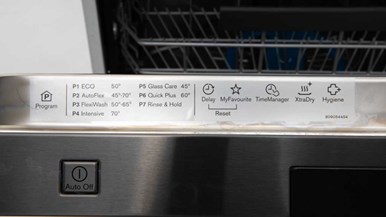 P1 ECO 50°
P2 AutoFlex 45°-70°
P3 FlexiWash 50°-65°
P4 Intensive 70°
P5 Glass Care 45°
P6 Quick Plus 60°
P7 Rinse & Hold
Program
Delay MyFavourite TimeManager XtraDry Hygiene
Reset
Auto Off